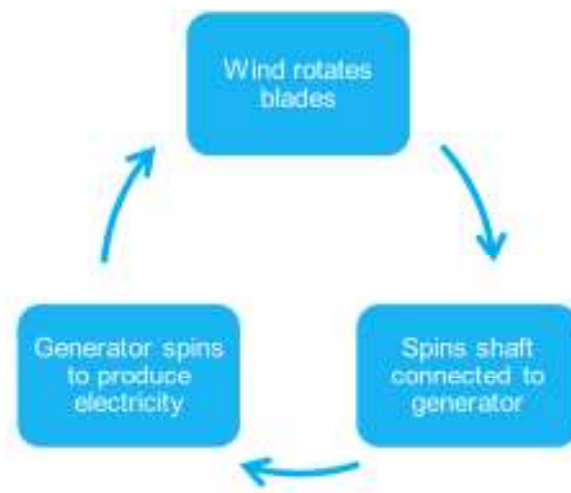 Wind rotates
blades
Spins shaft
connected to
generator
Generator spins
to produce
electricity